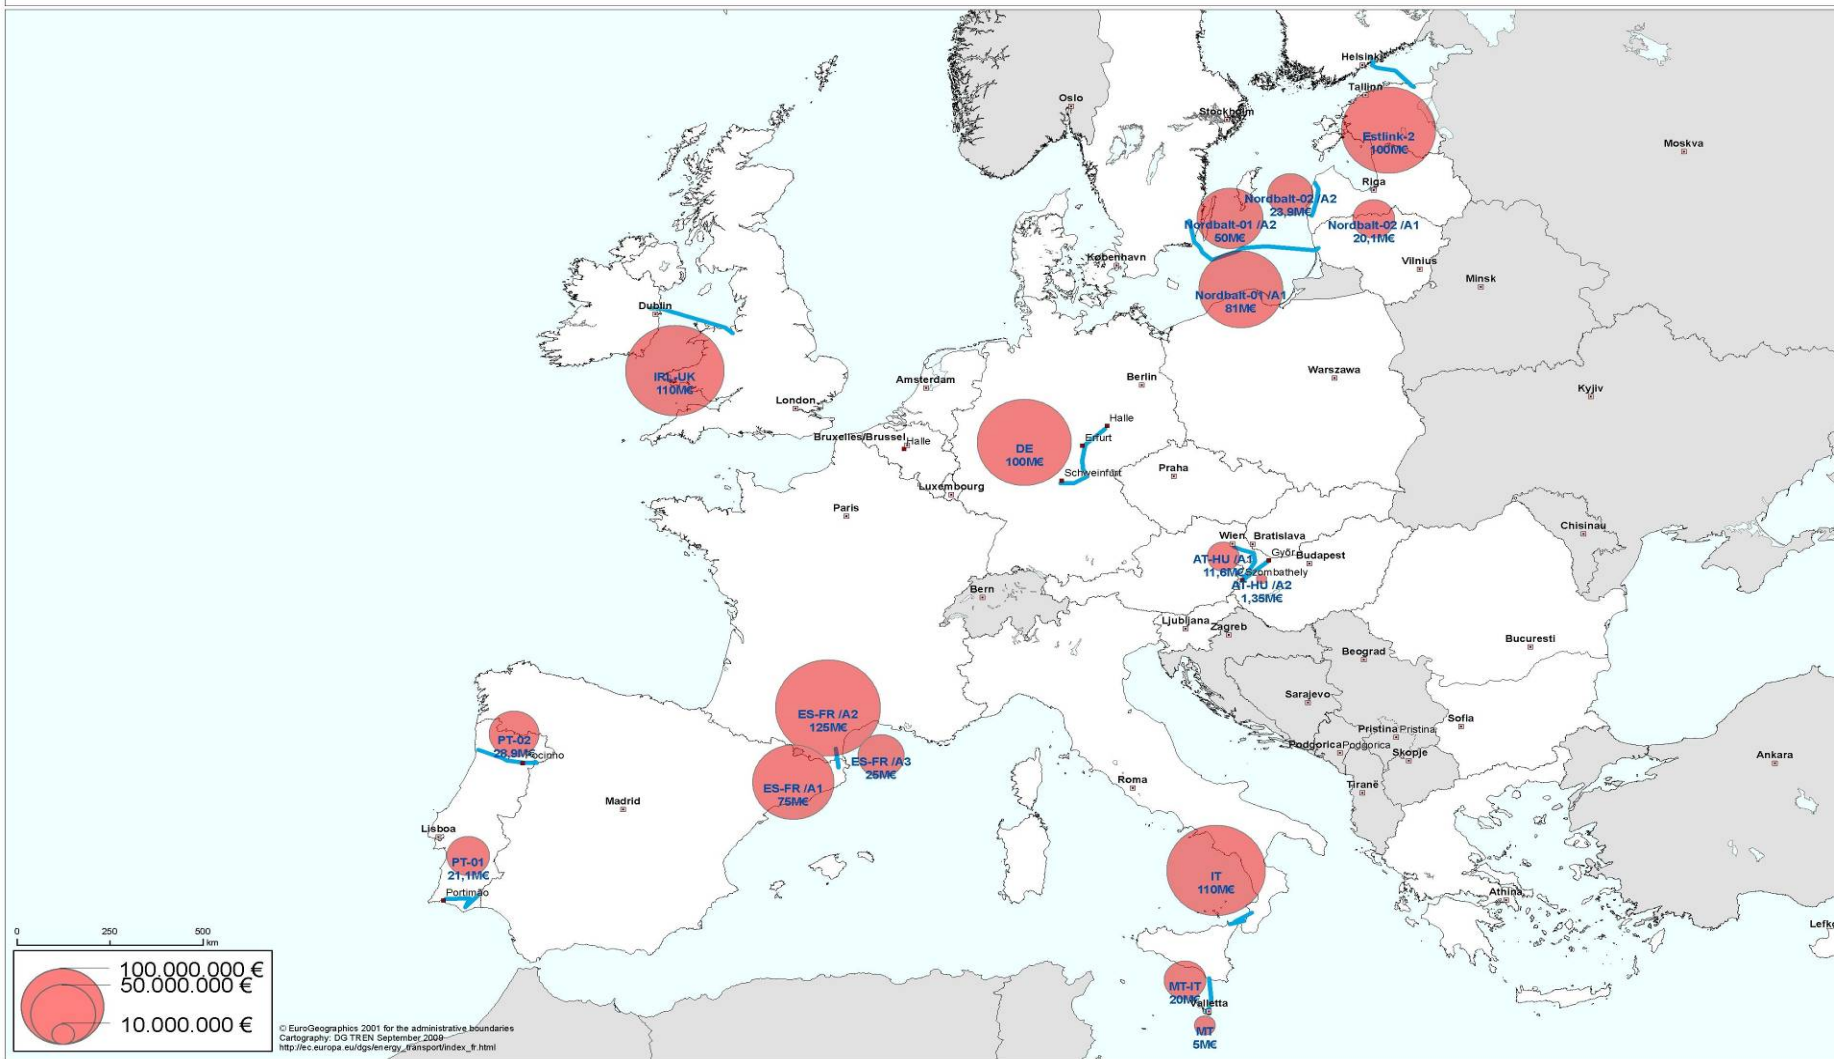 Helsinki
Tallinn
Oslo
Stockholm
Estlink-2
100M€
Moskva
Riga
Nordbalt-02 /A2
23,9M€
Nordbalt-01 /A2
50M€
Nordbalt-02 /A1
20,1M€
København
Vilnius
Minsk
Nordbalt-01 /A1
81M€
Dublin
IRL-UK
110M€
Warszawa
Amsterdam
Berlin
Kyiv
London
Halle
Bruxelles/Brussel
Halle
Erfurt
DE
100M€
Schweinfurt
Praha
Luxembourg
Paris
Chisinau
Wien
Bratislava
Győr
Budapest
AT-HU /A1
11,6M€
Szombathely
AT-HU /A2
1,35M€
Bern
Ljubljana
Zagreb
Bucuresti
Beograd
Sarajevo
ES-FR /A2
125M€
Sofia
Pristina Pristina
PT-02
28,9M€
Pocinho
Podgorica Podgorica
Skopje
Ankara
ES-FR /A3
25M€
ES-FR /A1
75M€
Roma
Tiranë
Madrid
Lisboa
PT-01
21,1M€
IT
110M€
Portimão
Athina
Lefko
0 250 500
km
100.000.000 €
50.000.000 €
10.000.000 €
MT-IT
20M€
Valletta
MT
5M€
© EuroGeographics 2001 for the administrative boundaries
Cartography: DG TREN September 2009
http://ec.europa.eu/dgs/energy_transport/index_fr.html